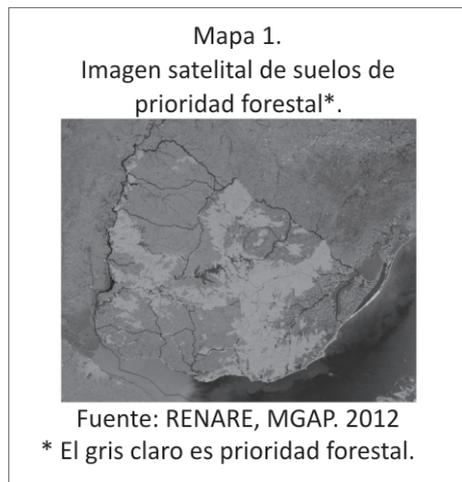 Mapa 1.
Imagen satelital de suelos de
prioridad forestal*.
Fuente: RENARE, MGAP. 2012
* El gris claro es prioridad forestal.